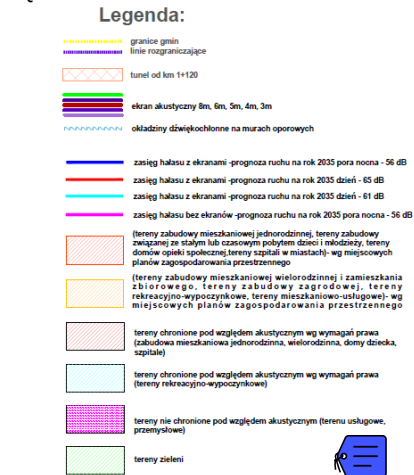 Legenda:
granice gmin
linie rozgraniczające
tunel od km 1+120
ekran akustyczny 8m, 6m, 5m, 4m, 3m
okładziny dźwiękochłonne na murach oporowych
zasięg hałasu z ekranami -prognoza ruchu na rok 2035 pora nocna - 56 dB
zasięg hałasu z ekranami -prognoza ruchu na rok 2035 dzień - 65 dB
zasięg hałasu z ekranami -prognoza ruchu na rok 2035 dzień - 61 dB
zasięg hałasu bez ekranów -prognoza ruchu na rok 2035 pora nocna - 56 dB
(tereny zabudowy mieszkaniowej jednorodzinnej, tereny zabudowy
związanej ze stałym lub czasowym pobytem dzieci i młodzieży, tereny
domów opieki społecznej,tereny szpitali w miastach)- wg miejscowych
planów zagospodarowania przestrzennego
(tereny zabudowy mieszkaniowej wielorodzinnej i zamieszkania
zbiorowego, tereny zabudowy zagrodowej, tereny
rekreacyjno-wypoczynkowe, tereny mieszkaniowo-usługowe)- wg
miejscowych planów zagospodarowania przestrzennego
tereny chronione pod względem akustycznym wg wymagań prawa
(zabudowa mieszkaniowa jednorodzinna, wielorodzinna, domy dziecka,
szpitale)
tereny chronione pod względem akustycznym wg wymagań prawa
(tereny rekreacyjno-wypoczynkowe)
tereny nie chronione pod względem akustycznym (terenu usługowe,
przemysłowe)
tereny zieleni